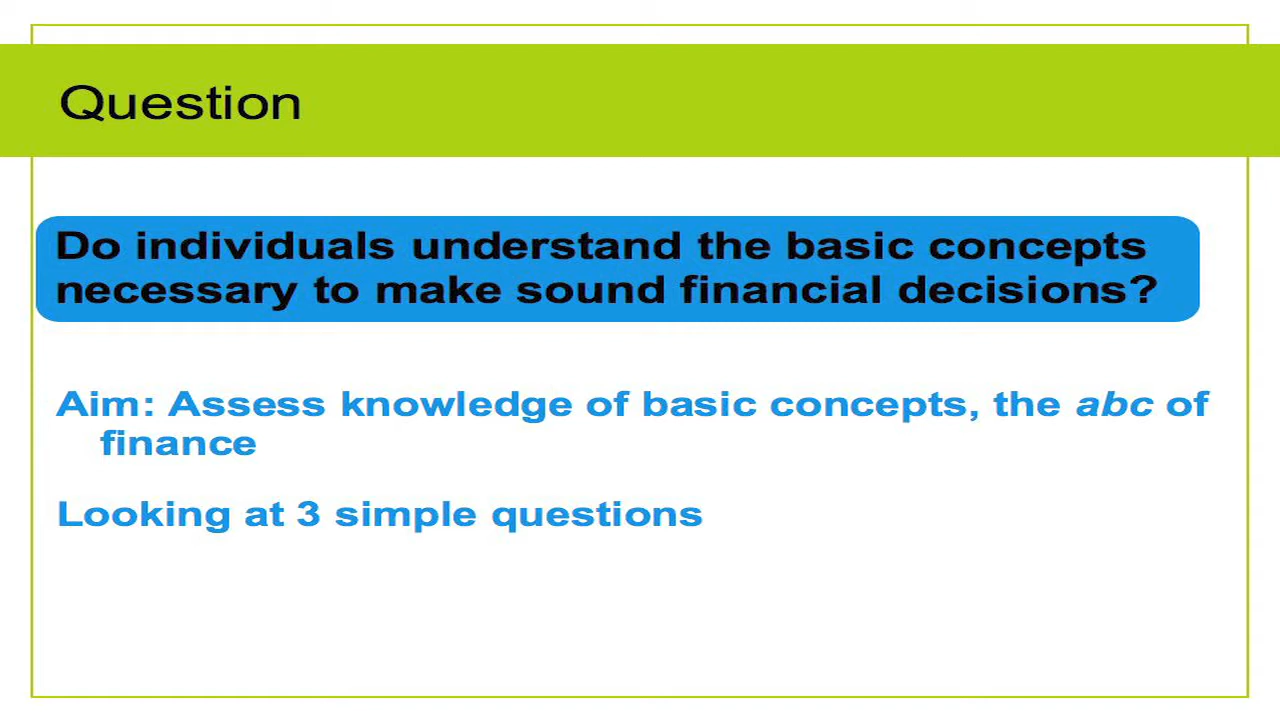 Question
Do individuals understand the basic concepts
necessary to make sound financial decisions?
Aim: Assess knowledge of basic concepts, the abc of
finance
Looking at 3 simple questions